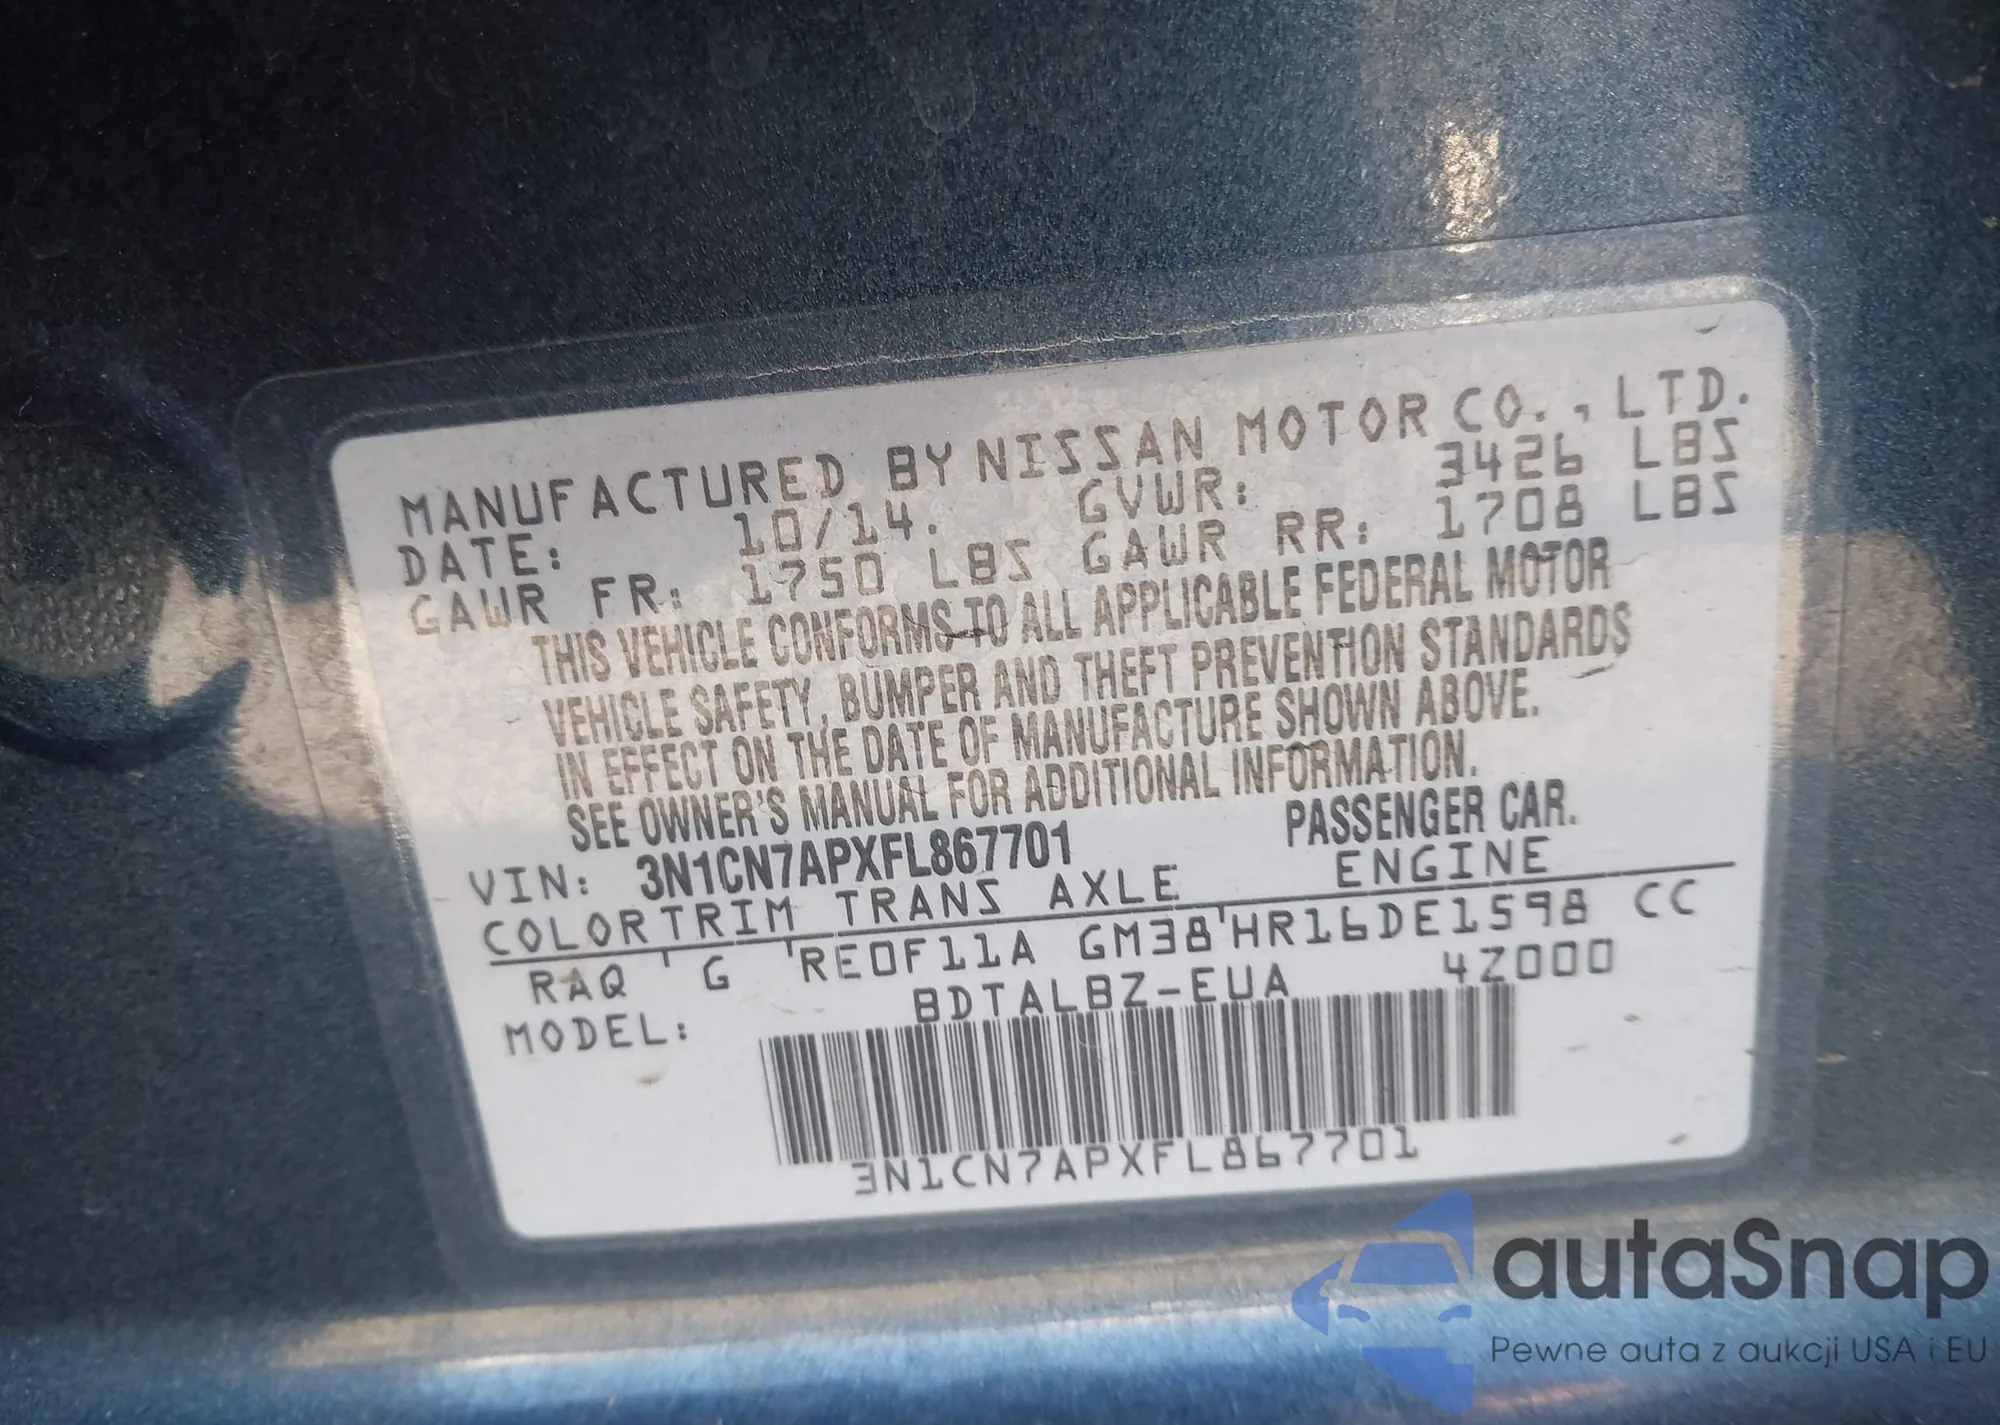 MANUFACTURED BY NISSAN MOTOR CO., LTD.
DATE: 10/14. GVWR: 3426 LBS
GAWR FR: 1750 LBS GAWR RR: 1708 LBS
THIS VEHICLE CONFORMS TO ALL APPLICABLE FEDERAL MOTOR
VEHICLE SAFETY, BUMPER AND THEFT PREVENTION STANDARDS
IN EFFECT ON THE DATE OF MANUFACTURE SHOWN ABOVE.
SEE OWNER'S MANUAL FOR ADDITIONAL INFORMATION.
VIN: 3N1CN7APXFL867701 PASSENGER CAR.
COLOR TRIM TRANS AXLE ENGINE
RAQ G RE0F11A GM38 HR16DE1598 CC
MODEL: BDTALBZ-EUA 4Z000
3N1CN7APXFL867701
autaSnap
Pewne auta z aukcji USA i EU